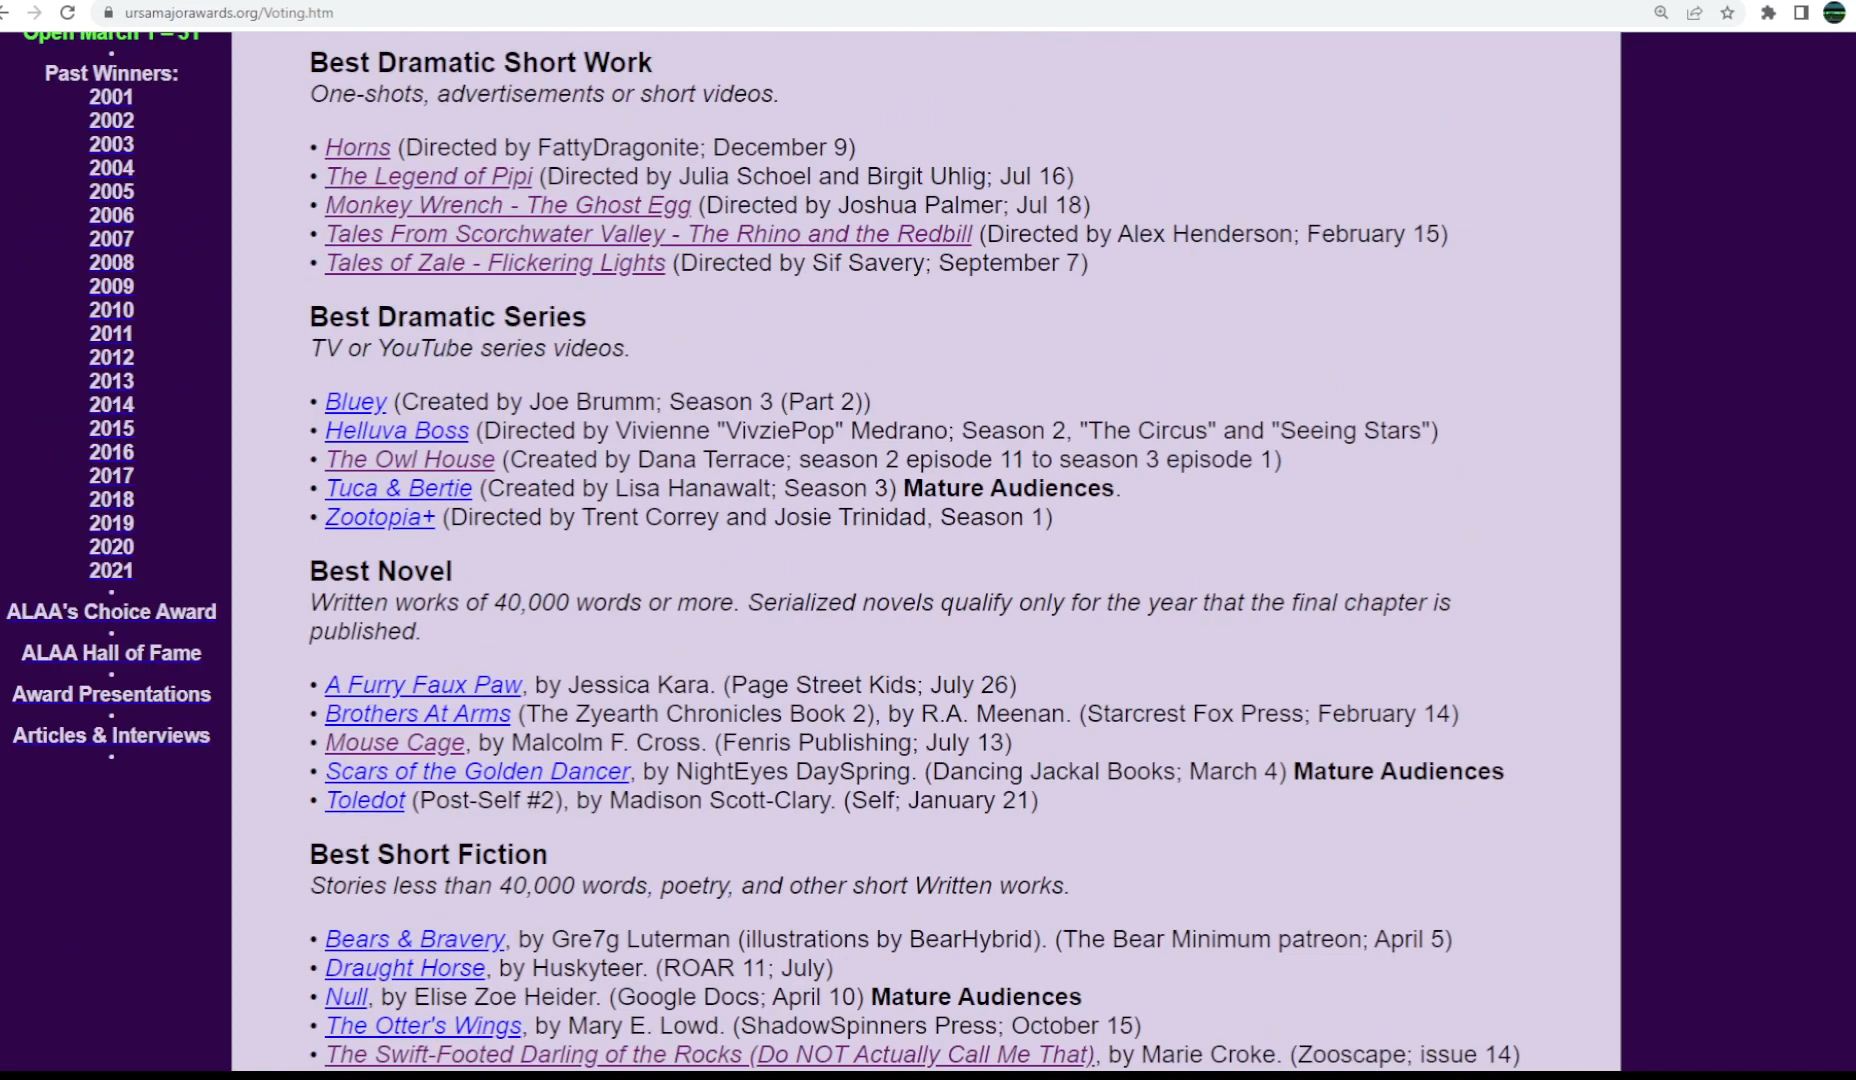 ursamajorawards.org/Voting.htm
Open March 1 – 31
•
Past Winners:
2001
2002
2003
2004
2005
2006
2007
2008
2009
2010
2011
2012
2013
2014
2015
2016
2017
2018
2019
2020
2021
•
ALAA's Choice Award
•
ALAA Hall of Fame
•
Award Presentations
•
Articles & Interviews
•
Best Dramatic Short Work
One-shots, advertisements or short videos.
• Horns (Directed by FattyDragonite; December 9)
• The Legend of Pipi (Directed by Julia Schoel and Birgit Uhlig; Jul 16)
• Monkey Wrench - The Ghost Egg (Directed by Joshua Palmer; Jul 18)
• Tales From Scorchwater Valley - The Rhino and the Redbill (Directed by Alex Henderson; February 15)
• Tales of Zale - Flickering Lights (Directed by Sif Savery; September 7)
Best Dramatic Series
TV or YouTube series videos.
• Bluey (Created by Joe Brumm; Season 3 (Part 2))
• Helluva Boss (Directed by Vivienne "VivziePop" Medrano; Season 2, "The Circus" and "Seeing Stars")
• The Owl House (Created by Dana Terrace; season 2 episode 11 to season 3 episode 1)
• Tuca & Bertie (Created by Lisa Hanawalt; Season 3) Mature Audiences.
• Zootopia+ (Directed by Trent Correy and Josie Trinidad, Season 1)
Best Novel
Written works of 40,000 words or more. Serialized novels qualify only for the year that the final chapter is
published.
• A Furry Faux Paw, by Jessica Kara. (Page Street Kids; July 26)
• Brothers At Arms (The Zyearth Chronicles Book 2), by R.A. Meenan. (Starcrest Fox Press; February 14)
• Mouse Cage, by Malcolm F. Cross. (Fenris Publishing; July 13)
• Scars of the Golden Dancer, by NightEyes DaySpring. (Dancing Jackal Books; March 4) Mature Audiences
• Toledot (Post-Self #2), by Madison Scott-Clary. (Self; January 21)
Best Short Fiction
Stories less than 40,000 words, poetry, and other short Written works.
• Bears & Bravery, by Gre7g Luterman (illustrations by BearHybrid). (The Bear Minimum patreon; April 5)
• Draught Horse, by Huskyteer. (ROAR 11; July)
• Null, by Elise Zoe Heider. (Google Docs; April 10) Mature Audiences
• The Otter's Wings, by Mary E. Lowd. (ShadowSpinners Press; October 15)
• The Swift-Footed Darling of the Rocks (Do NOT Actually Call Me That), by Marie Croke. (Zooscape; issue 14)